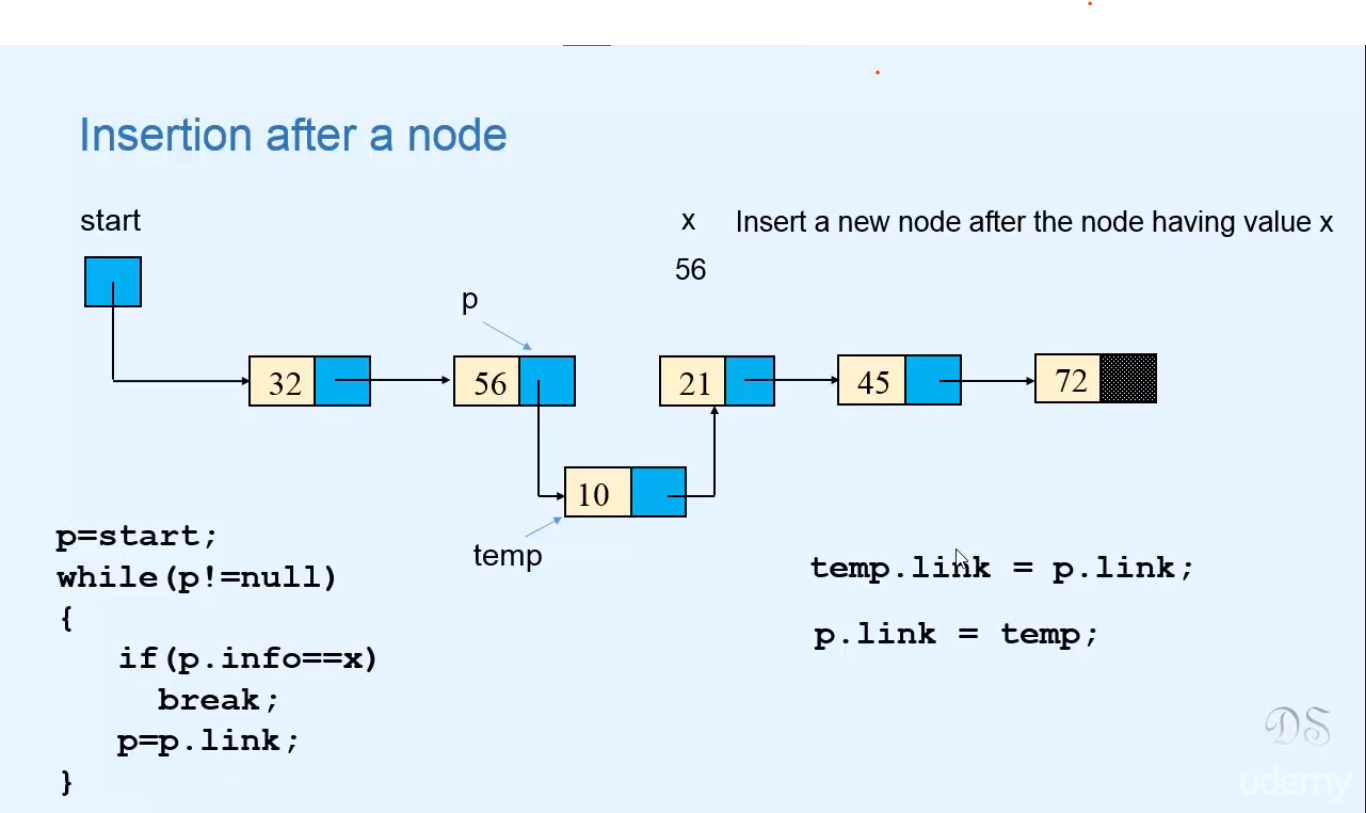 Insertion after a node
start
x Insert a new node after the node having value x
56
p
32 56 21 45 72
10
temp
p=start;
while(p!=null)
{
if(p.info==x)
break;
p=p.link;
}
temp.link = p.link;
p.link = temp;
DS
udemy